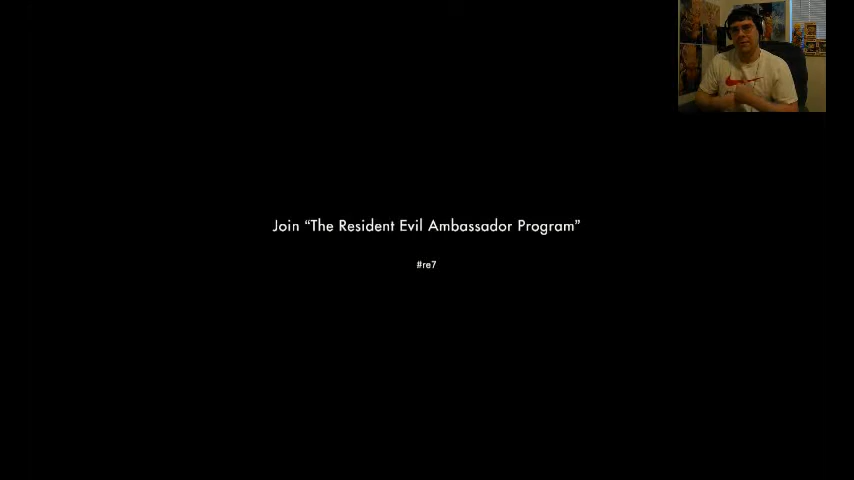 Join “The Resident Evil Ambassador Program”
#re7